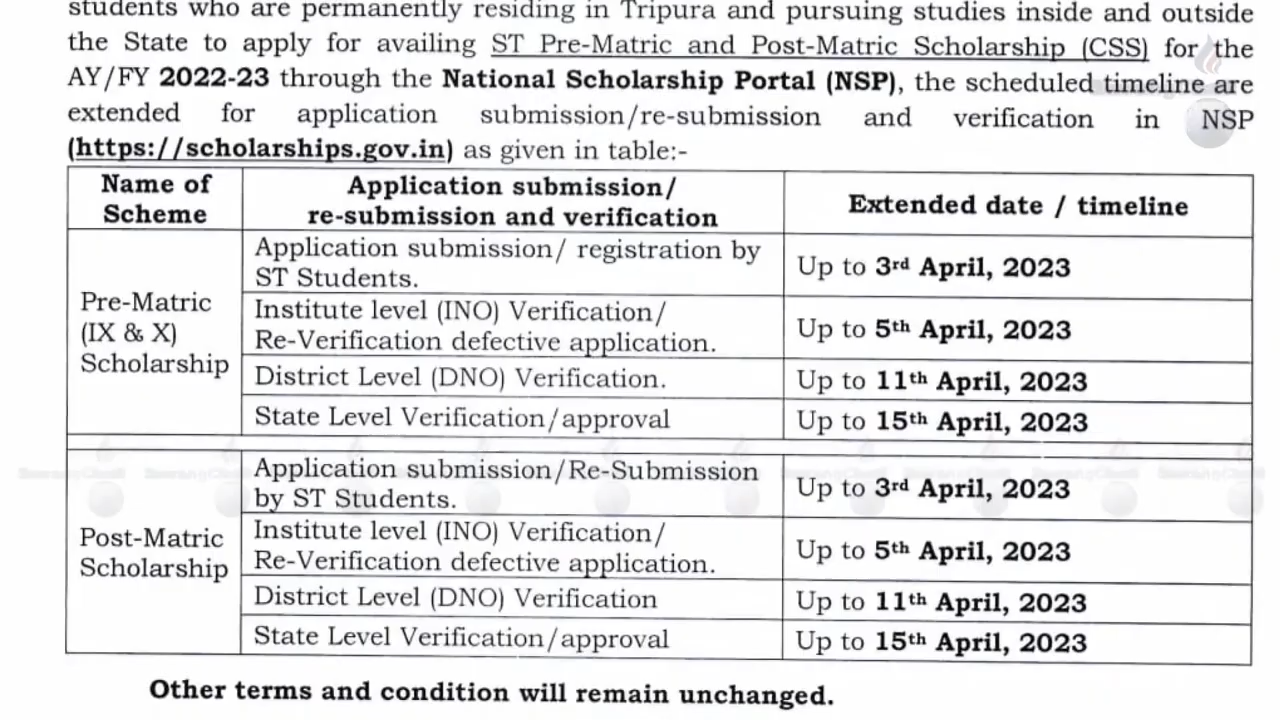 students who are permanently residing in Tripura and pursuing studies inside and outside
the State to apply for availing ST Pre-Matric and Post-Matric Scholarship (CSS) for the
AY/FY 2022-23 through the National Scholarship Portal (NSP), the scheduled timeline are
extended for application submission/re-submission and verification in NSP
(https://scholarships.gov.in) as given in table:-
Name of
Scheme
Application submission/
re-submission and verification
Extended date / timeline
Pre-Matric
(IX & X)
Scholarship
Application submission/ registration by
ST Students.
Up to 3rd April, 2023
Institute level (INO) Verification/
Re-Verification defective application.
Up to 5th April, 2023
District Level (DNO) Verification.
Up to 11th April, 2023
State Level Verification/approval
Up to 15th April, 2023
Post-Matric
Scholarship
Application submission/Re-Submission
by ST Students.
Up to 3rd April, 2023
Institute level (INO) Verification/
Re-Verification defective application.
Up to 5th April, 2023
District Level (DNO) Verification
Up to 11th April, 2023
State Level Verification/approval
Up to 15th April, 2023
Other terms and condition will remain unchanged.